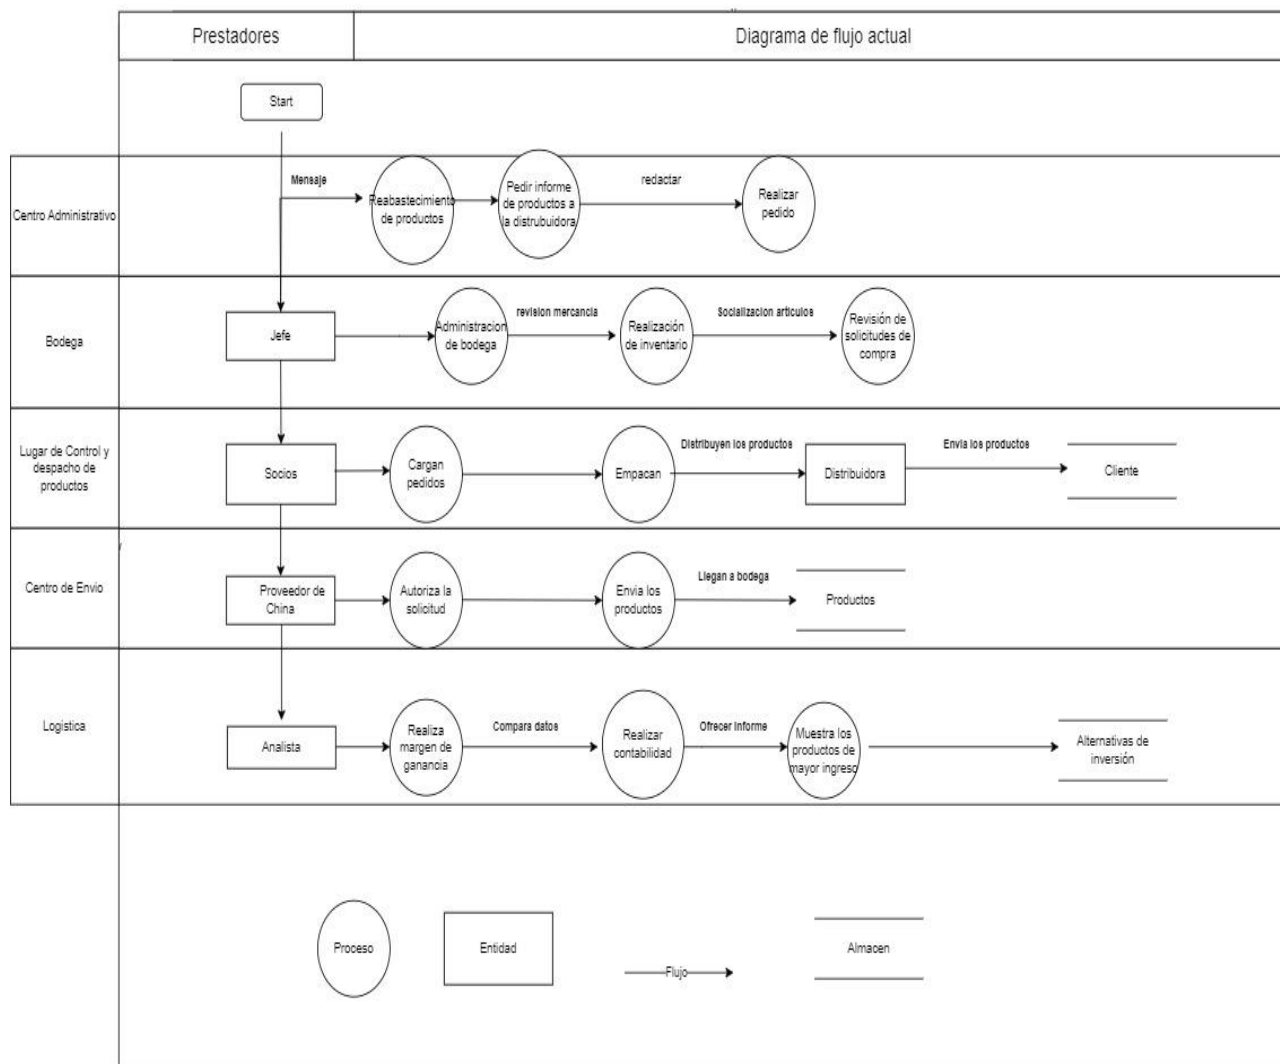 Prestadores
Diagrama de flujo actual
Start
Centro Administrativo
Mensaje
Reabastecimiento
de productos
Pedir informe
de productos a
la distrubuidora
redactar
Realizar
pedido
Bodega
Jefe
Administracion
de bodega
revision mercancia
Realización
de inventario
Socializacion articulos
Revisión de
solicitudes de
compra
Lugar de Control y
despacho de
productos
Socios
Cargan
pedidos
Empacan
Distribuyen los productos
Distribuidora
Envia los productos
Cliente
Centro de Envio
Proveedor de
China
Autoriza la
solicitud
Envia los
productos
Llegan a bodega
Productos
Logistica
Analista
Realiza
margen de
ganancia
Compara datos
Realizar
contabilidad
Ofrecer informe
Muestra los
productos de
mayor ingreso
Alternativas de
inversión
Proceso
Entidad
Flujo
Almacen